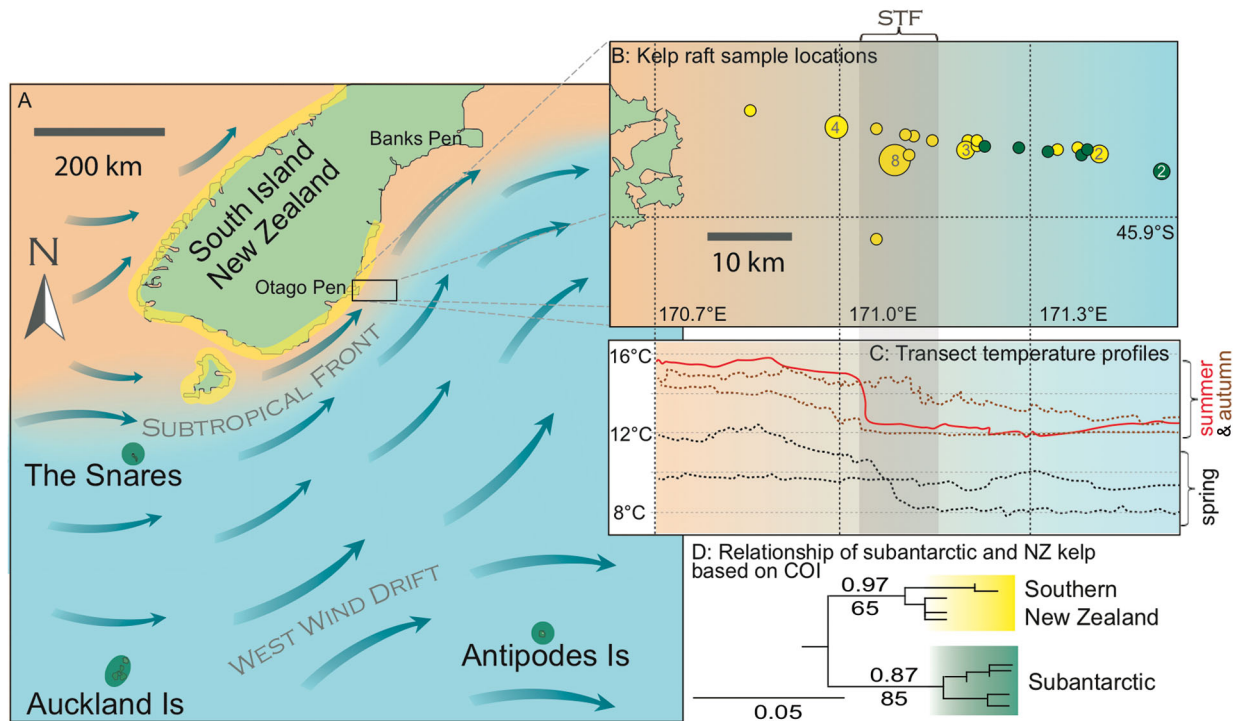 STF
A
B: Kelp raft sample locations
200 km
Banks Pen
South Island
New Zealand
N
Otago Pen
SUBTROPICAL FRONT
The Snares
WEST WIND DRIFT
Antipodes Is
Auckland Is
4
8
3
2
2
45.9°S
10 km
170.7°E
171.0°E
171.3°E
C: Transect temperature profiles
16°C
12°C
8°C
summer
& autumn
spring
D: Relationship of subantarctic and NZ kelp
based on COI
0.97
65
Southern
New Zealand
0.87
85
Subantarctic
0.05